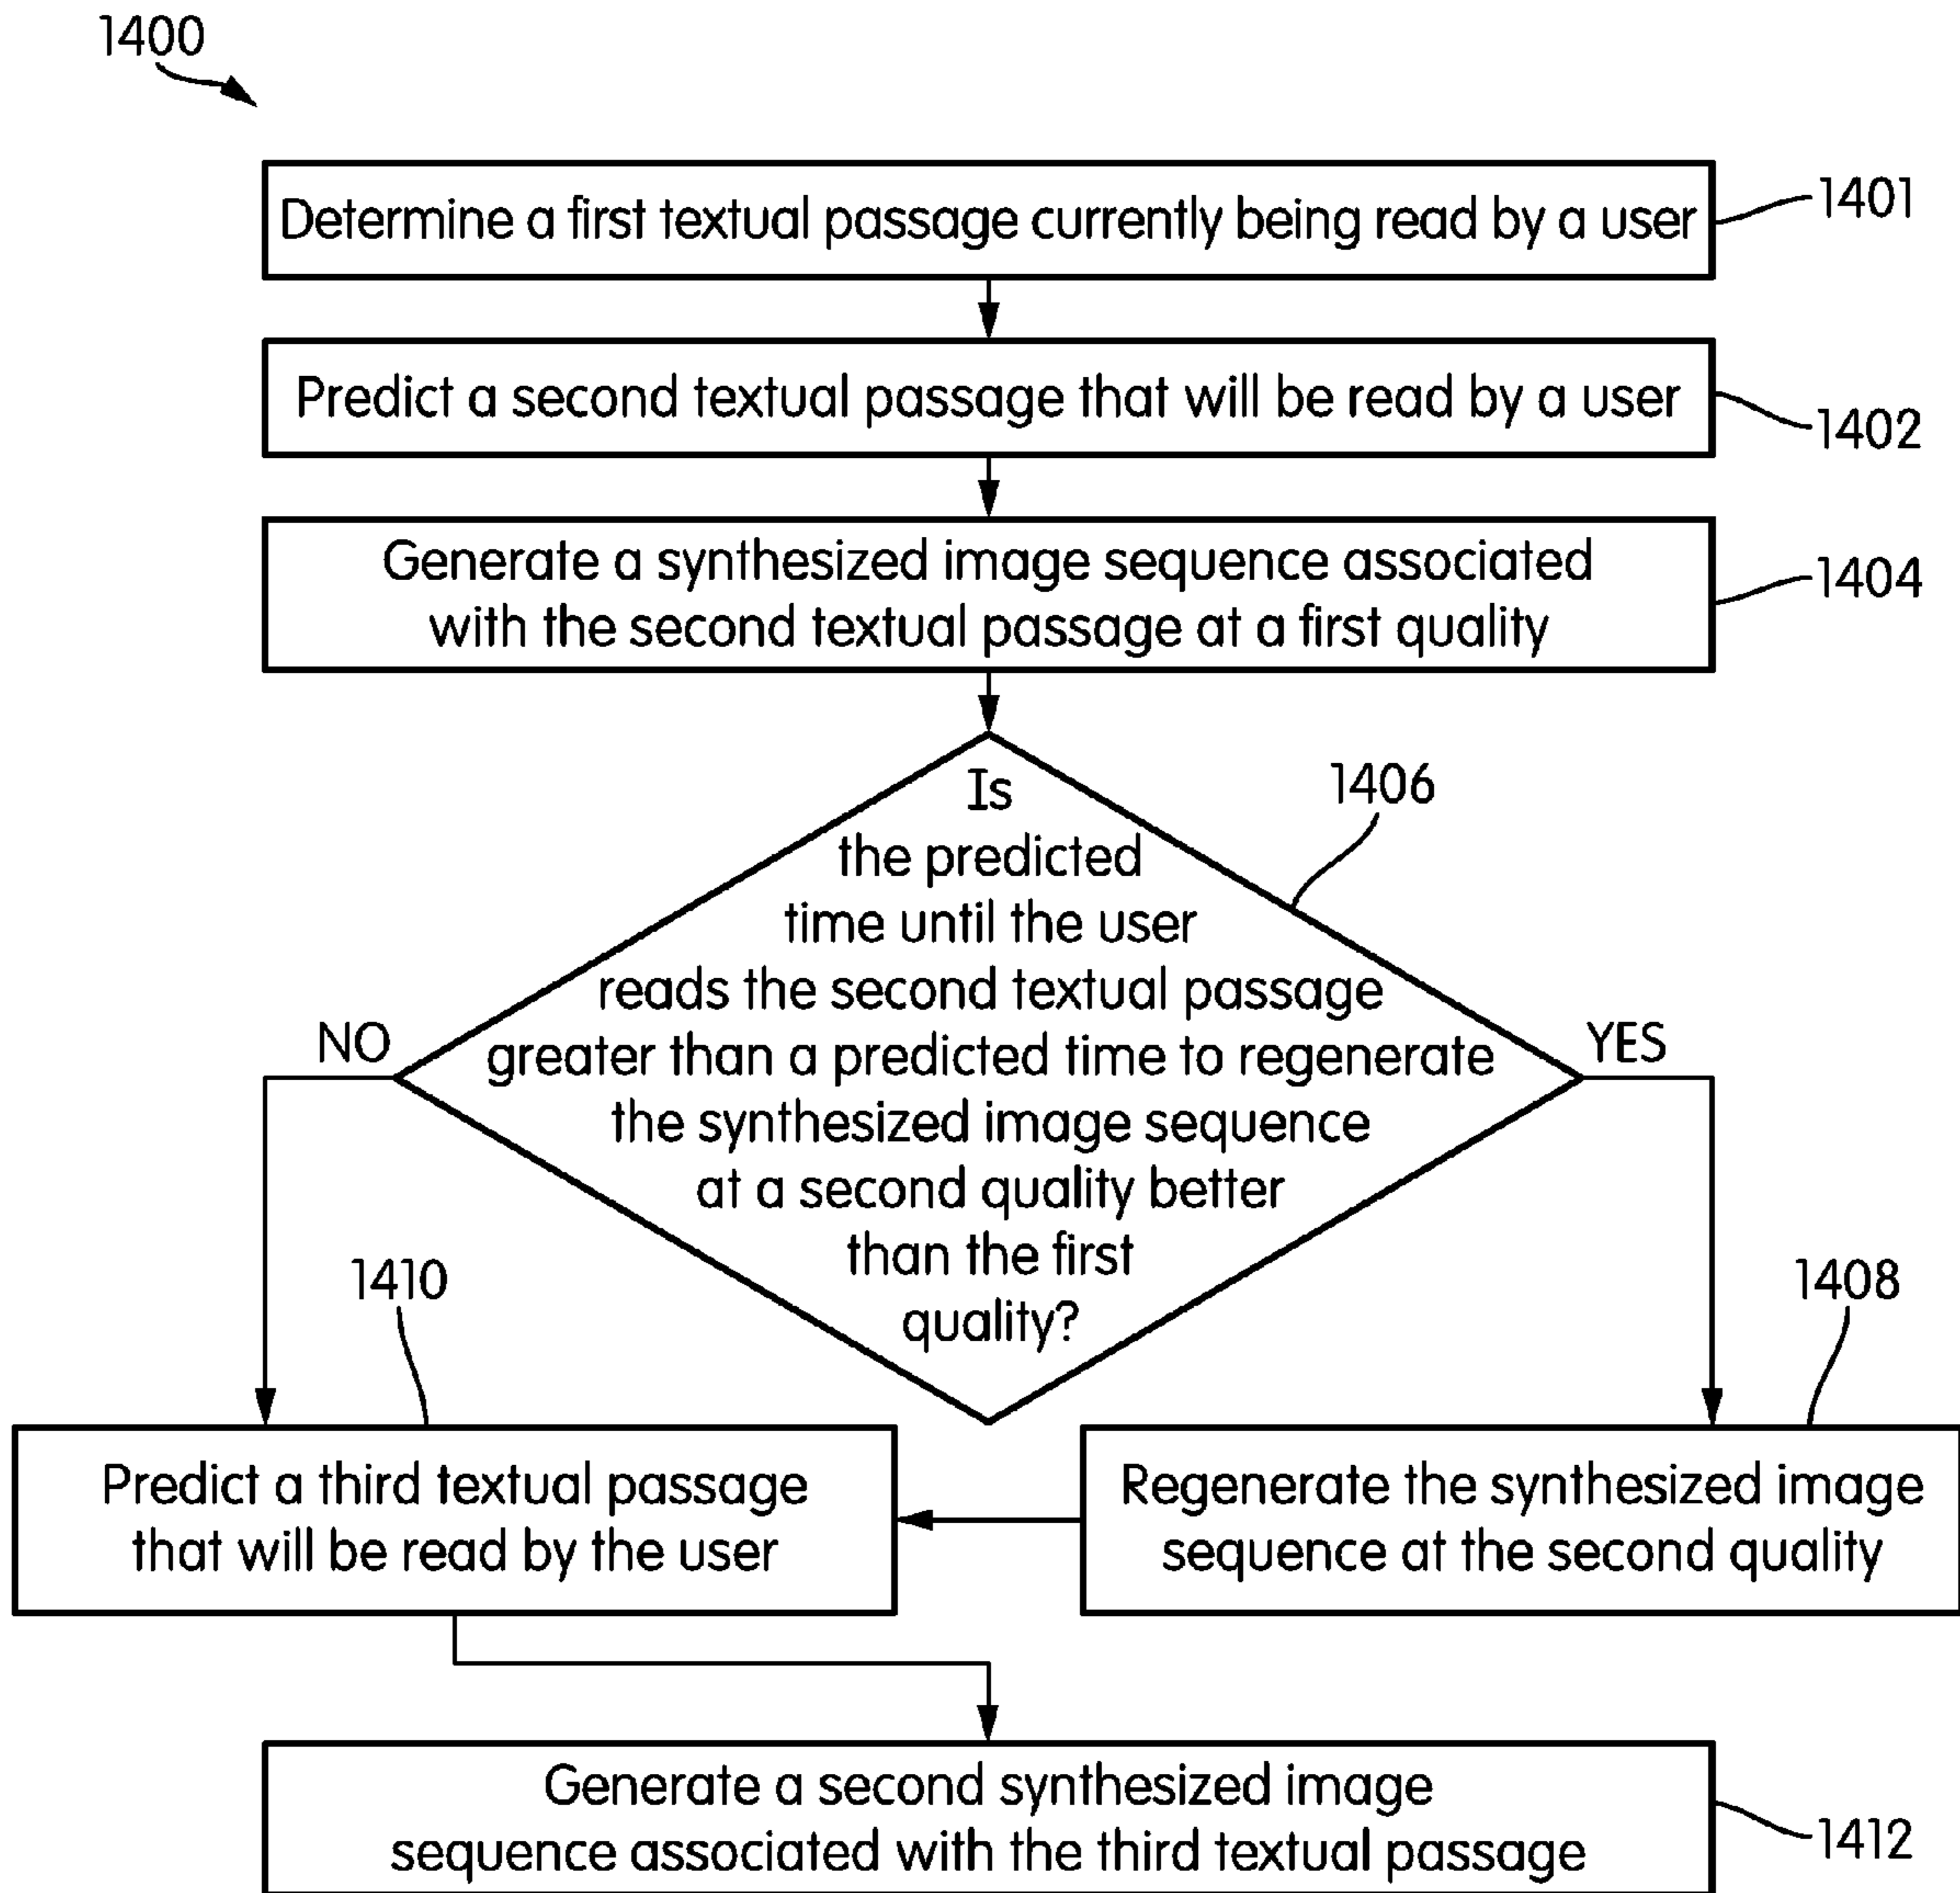 1400
Determine a first textual passage currently being read by a user
1401
Predict a second textual passage that will be read by a user
1402
Generate a synthesized image sequence associated
with the second textual passage at a first quality
1404
Is
the predicted
time until the user
reads the second textual passage
greater than a predicted time to regenerate
the synthesized image sequence
at a second quality better
than the first
quality?
1406
NO
YES
1410
Predict a third textual passage
that will be read by the user
1408
Regenerate the synthesized image
sequence at the second quality
Generate a second synthesized image
sequence associated with the third textual passage
1412